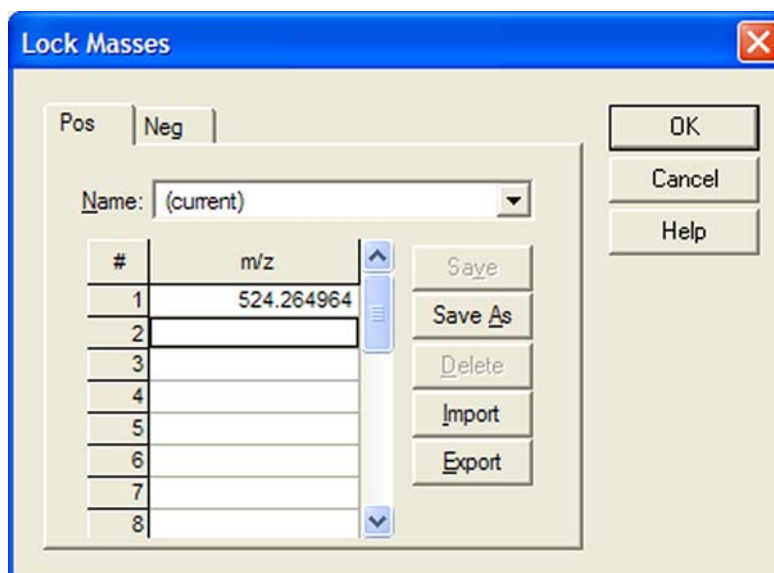 Lock Masses
Pos Neg
OK
Cancel
Help
Name: (current)
# m/z
1 524.264964
2
3
4
5
6
7
8
Save
Save As
Delete
Import
Export